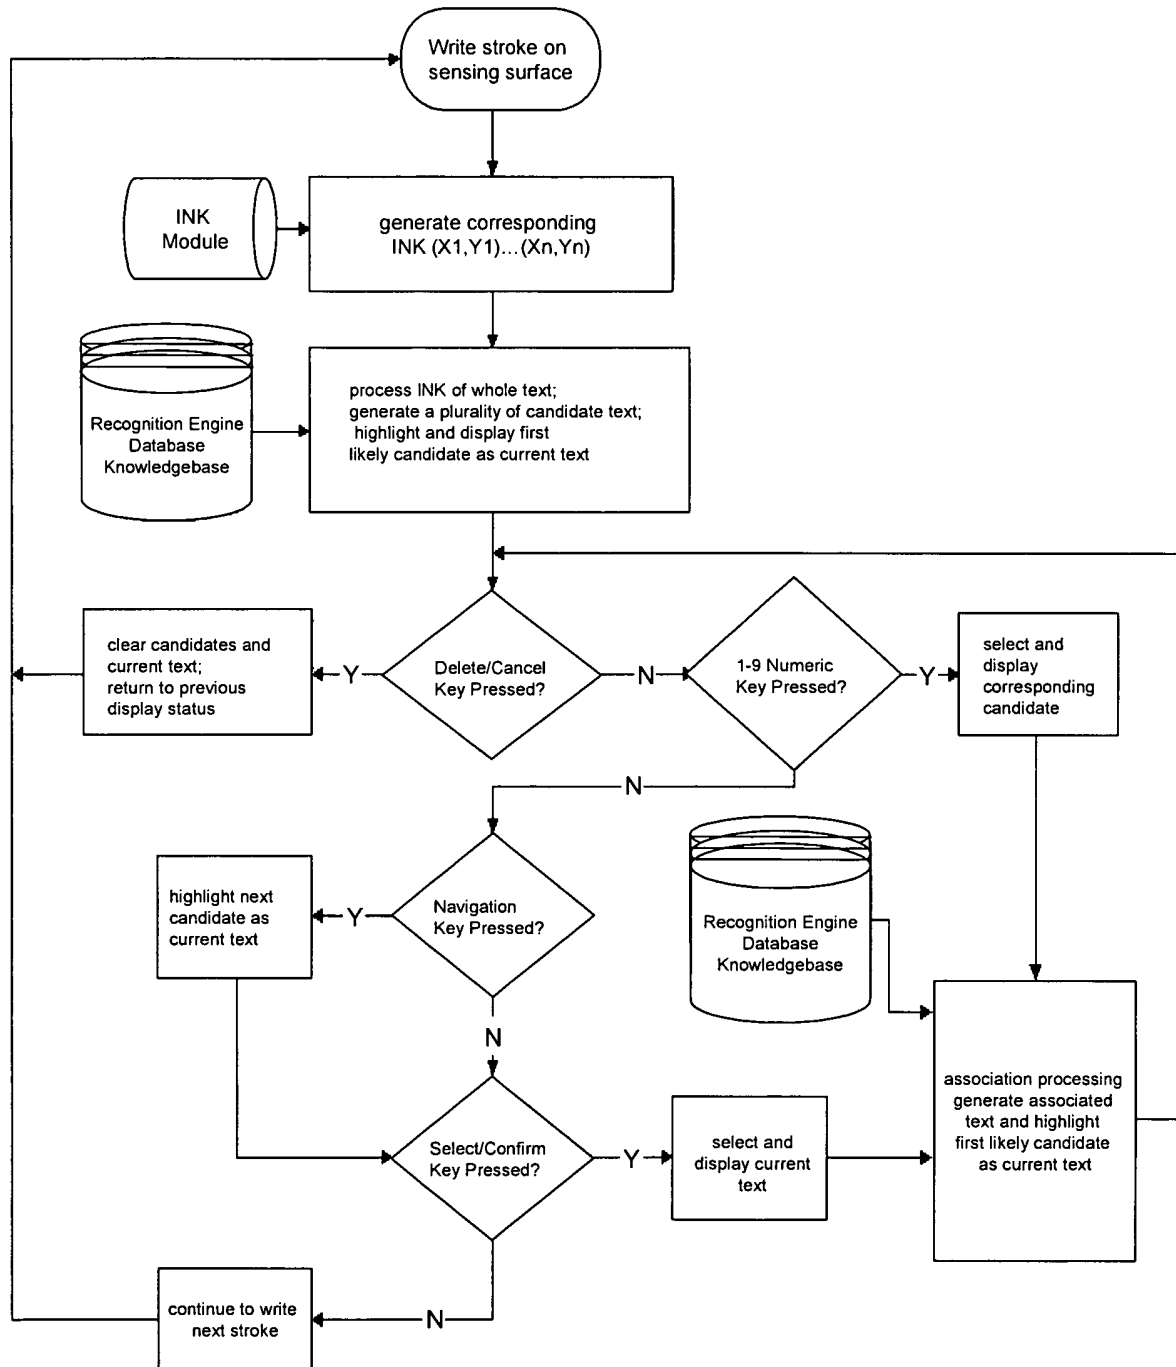 Write stroke on
sensing surface
INK
Module
generate corresponding
INK (X1,Y1)...(Xn,Yn)
Recognition Engine
Database
Knowledgebase
process INK of whole text;
generate a plurality of candidate text;
highlight and display first
likely candidate as current text
clear candidates and
current text;
return to previous
display status
Y
Delete/Cancel
Key Pressed?
N
1-9 Numeric
Key Pressed?
Y
select and
display
corresponding
candidate
N
highlight next
candidate as
current text
Y
Navigation
Key Pressed?
Recognition Engine
Database
Knowledgebase
N
Select/Confirm
Key Pressed?
Y
select and
display current
text
association processing
generate associated
text and highlight
first likely candidate
as current text
continue to write
next stroke
N